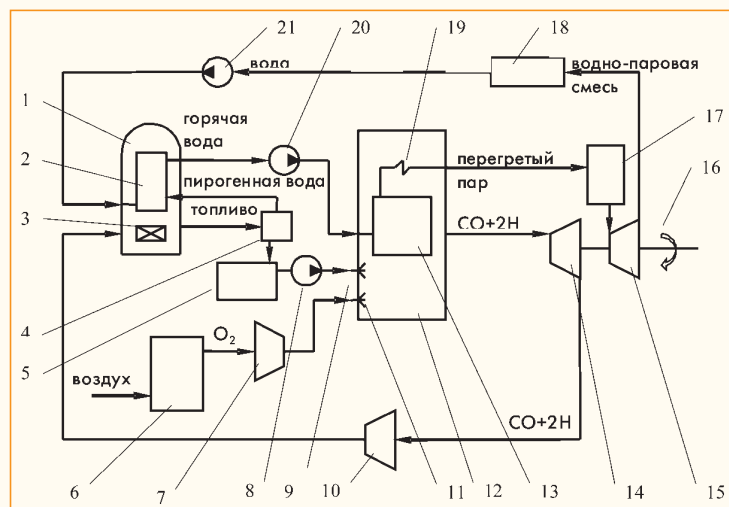 21
20
19
18
вода
водно-паровая
смесь
1
горячая
вода
17
2
пирогенная вода
перегретый
пар
16
3
топливо
CO+2H
4
5
O2
воздух
CO+2H
6
7
8
9
10
11
12
13
14
15